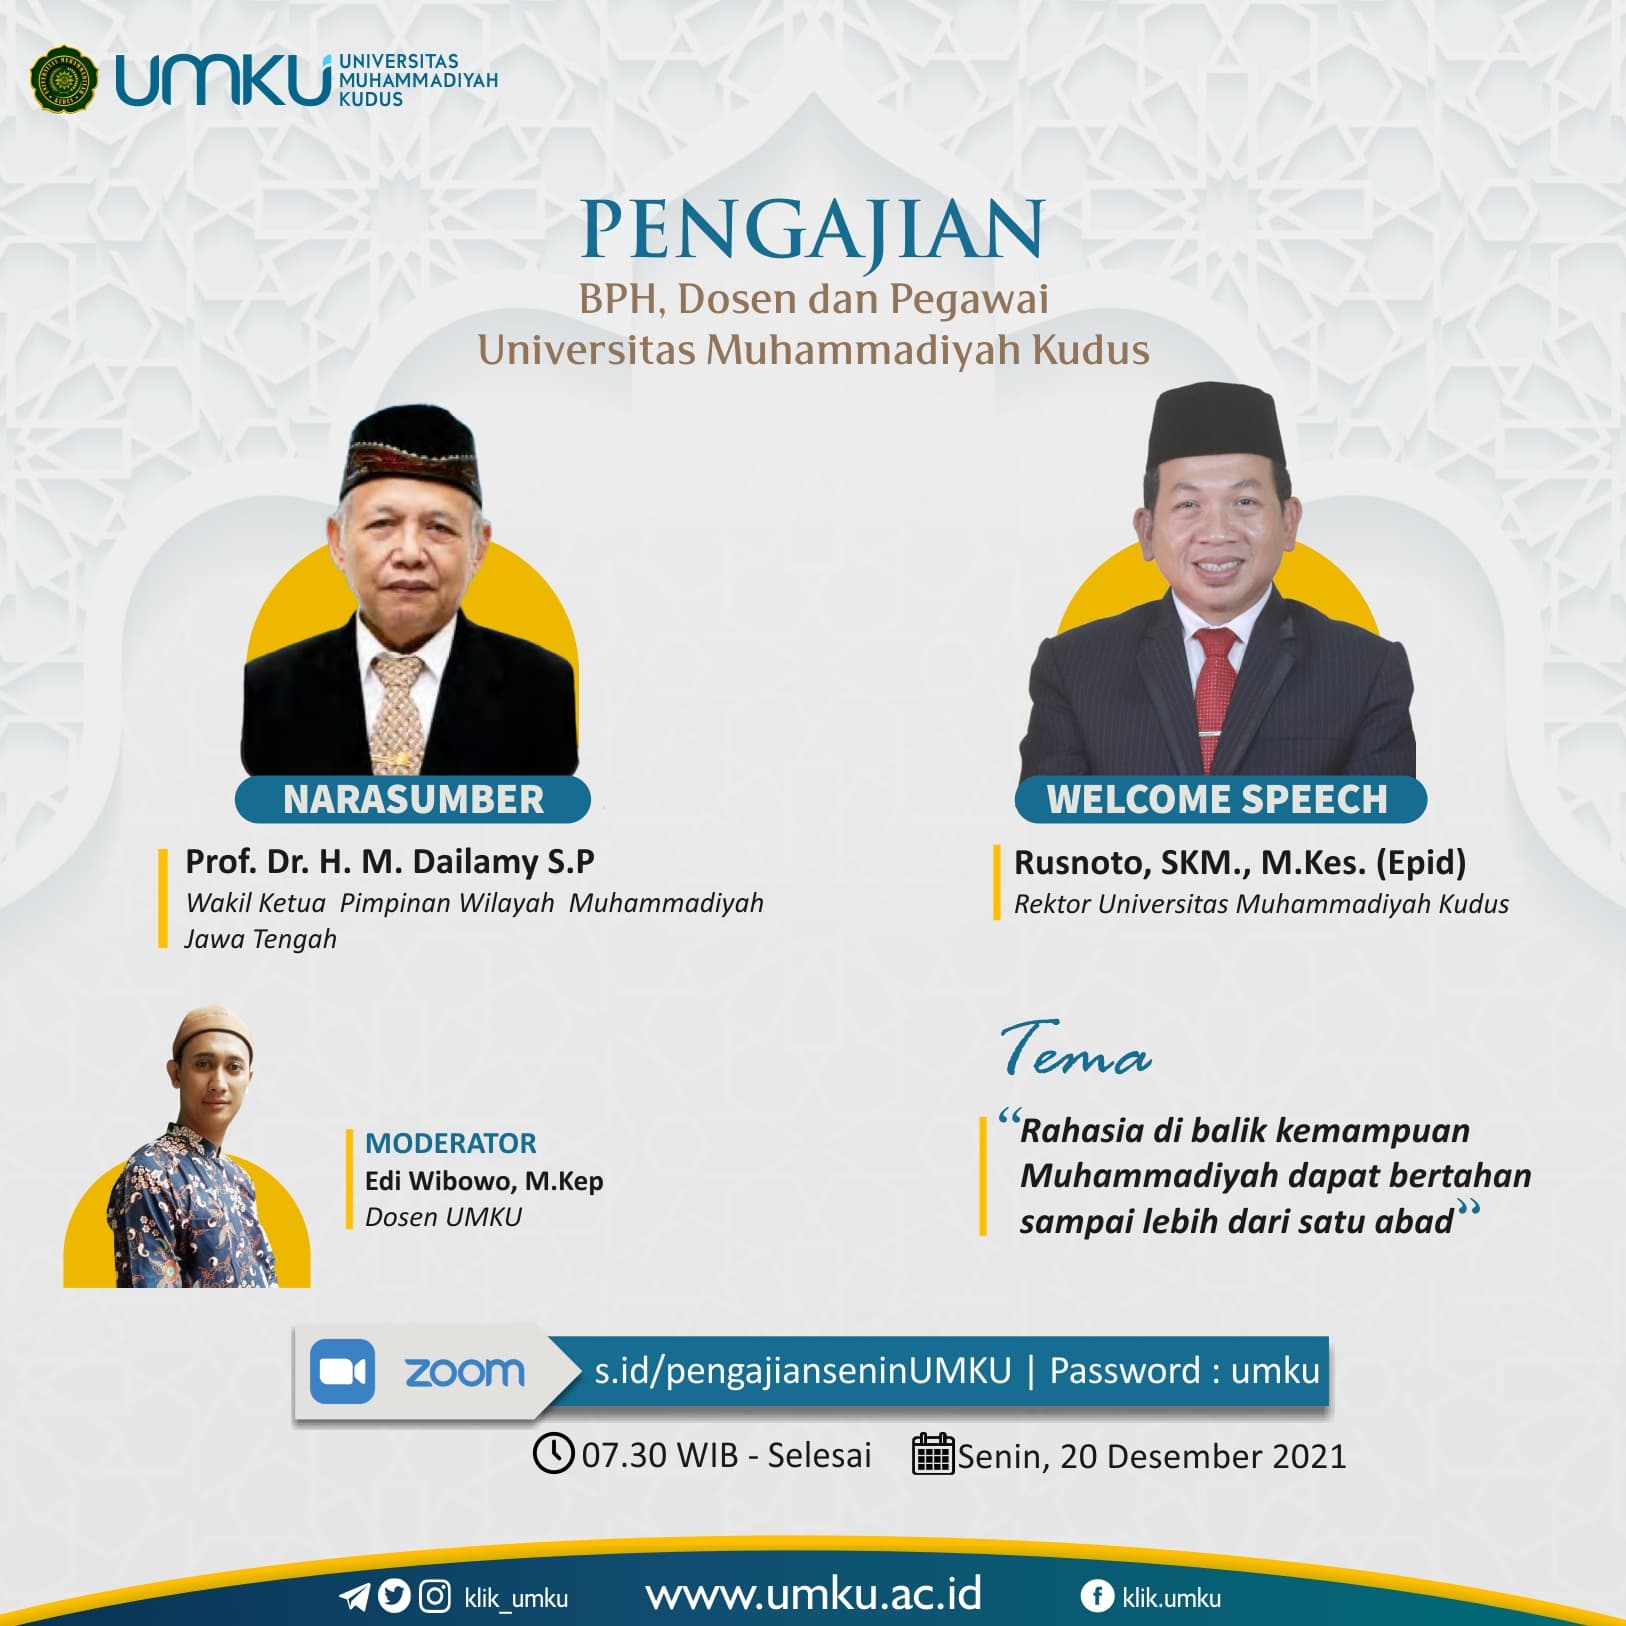 UMKU
UNIVERSITAS
MUHAMMADIYAH
KUDUS
PENGAJIAN
BPH, Dosen dan Pegawai
Universitas Muhammadiyah Kudus
NARASUMBER
Prof. Dr. H. M. Dailamy S.P
Wakil Ketua Pimpinan Wilayah Muhammadiyah
Jawa Tengah
WELCOME SPEECH
Rusnoto, SKM., M.Kes. (Epid)
Rektor Universitas Muhammadiyah Kudus
MODERATOR
Edi Wibowo, M.Kep
Dosen UMKU
Tema
“Rahasia di balik kemampuan
Muhammadiyah dapat bertahan
sampai lebih dari satu abad”
zoom
s.id/pengajianseninUMKU | Password : umku
07.30 WIB - Selesai
Senin, 20 Desember 2021
klik_umku
www.umku.ac.id
klik.umku